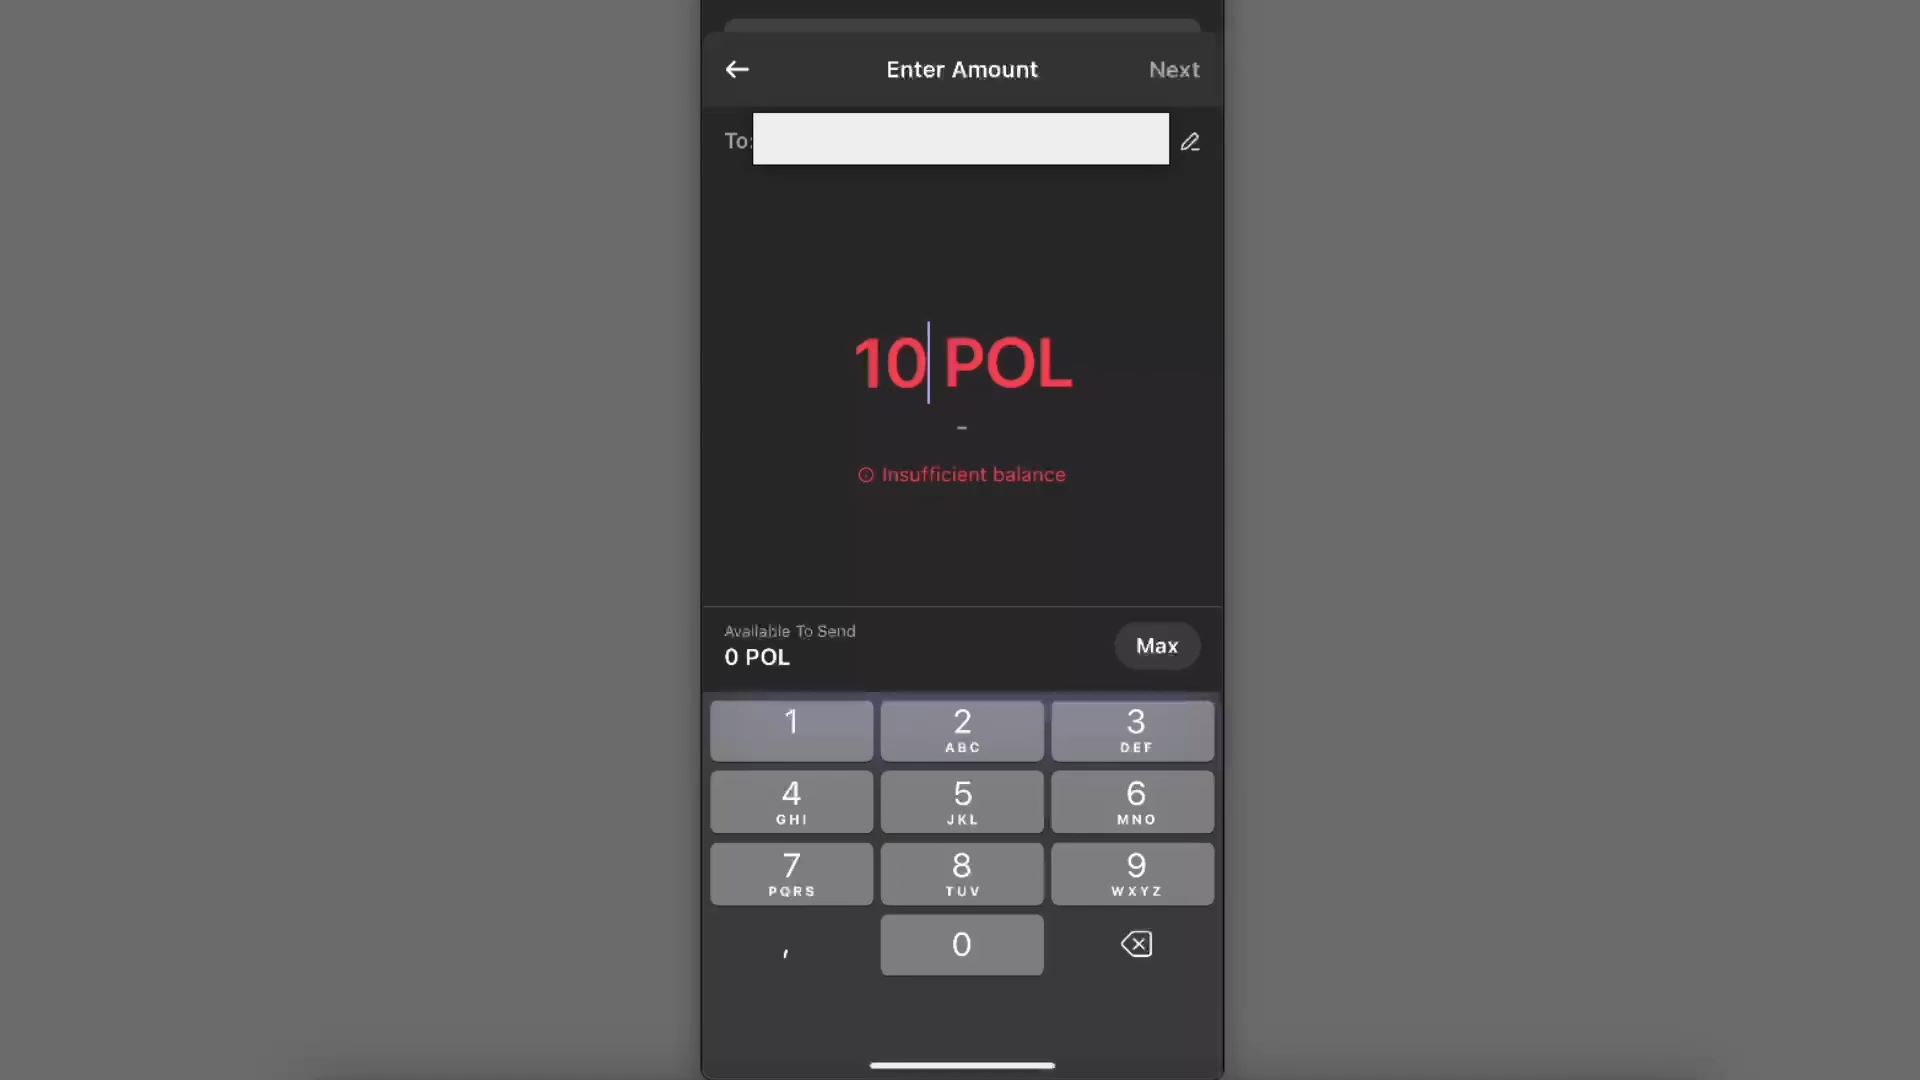 Enter Amount
Next
To:
10 POL
-
Insufficient balance
Available To Send
0 POL
Max
1
2
ABC
3
DEF
4
GHI
5
JKL
6
MNO
7
PQRS
8
TUV
9
WXYZ
,
0